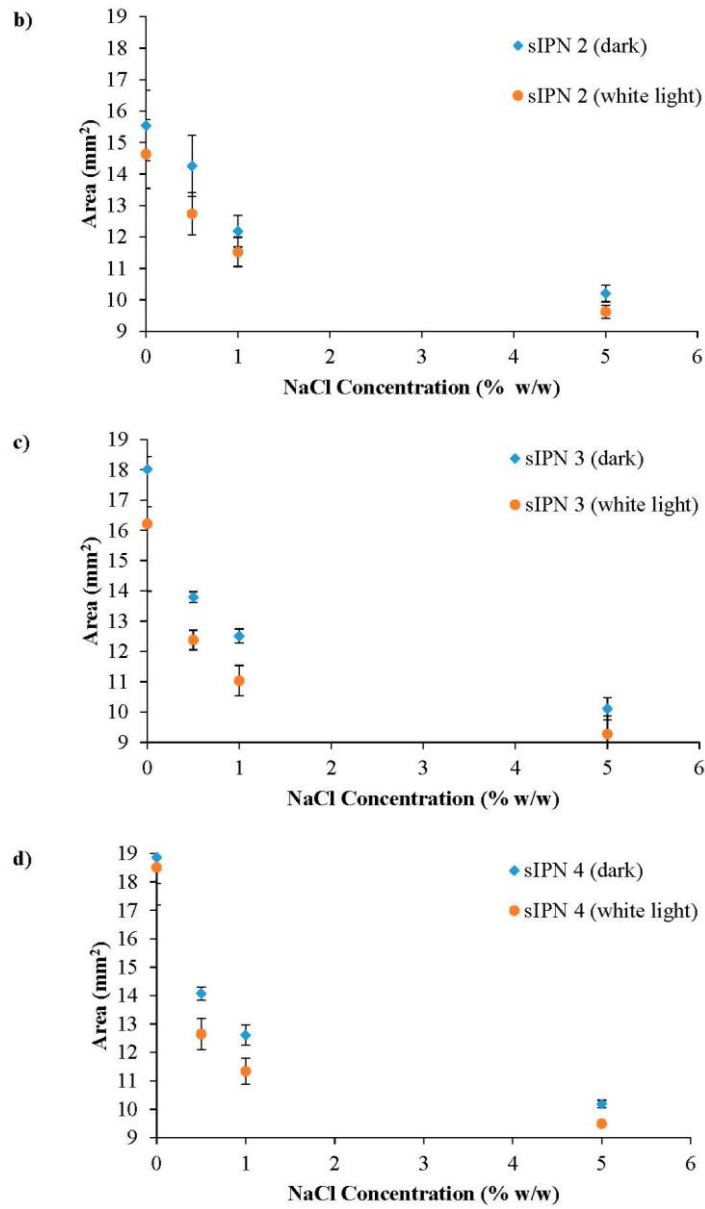 b)
19
18
17
16
15
14
13
12
11
10
9
Area (mm²)
sIPN 2 (dark)
sIPN 2 (white light)
0 1 2 3 4 5 6
NaCl Concentration (% w/w)
c)
19
18
17
16
15
14
13
12
11
10
9
Area (mm²)
sIPN 3 (dark)
sIPN 3 (white light)
0 1 2 3 4 5 6
NaCl Concentration (% w/w)
d)
19
18
17
16
15
14
13
12
11
10
9
Area (mm²)
sIPN 4 (dark)
sIPN 4 (white light)
0 1 2 3 4 5 6
NaCl Concentration (% w/w)